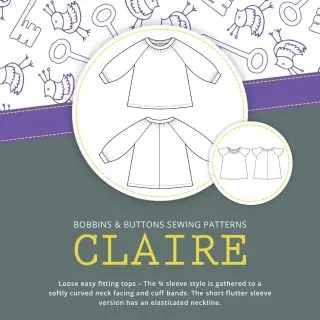 BOBBINS & BUTTONS SEWING PATTERNS
CLAIRE
Loose easy fitting tops – The ¾ sleeve style is gathered to a
softly curved neck facing and cuff bands. The short flutter sleeve
version has an elasticated neckline.